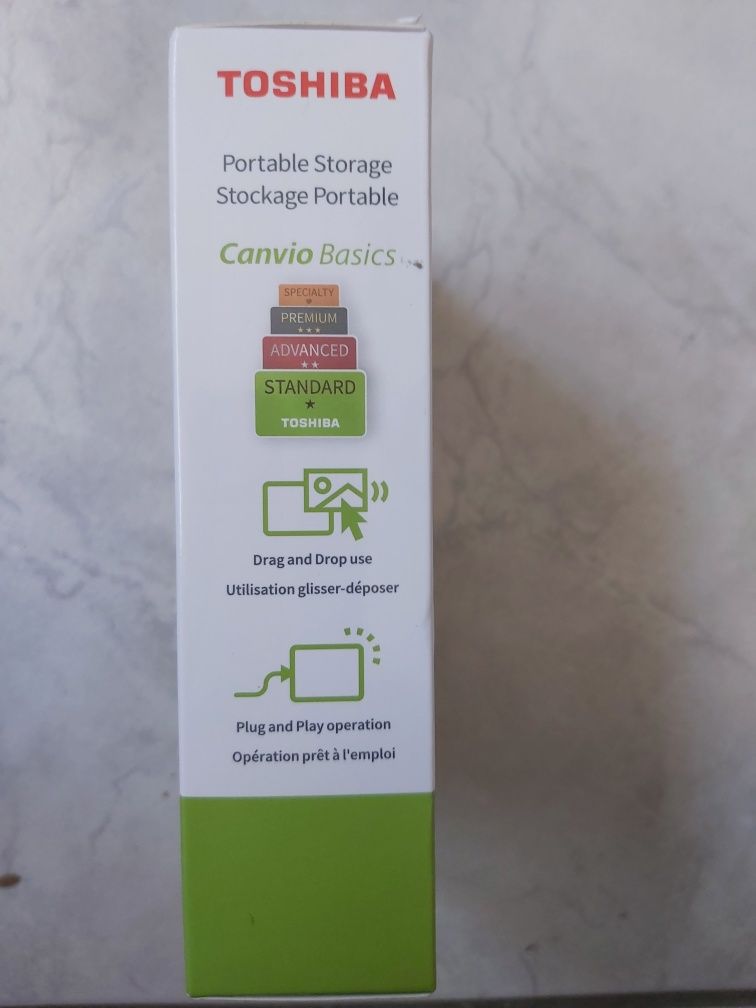 TOSHIBA
Portable Storage
Stockage Portable
Canvio Basics
SPECIALTY
PREMIUM
ADVANCED
STANDARD
TOSHIBA
Drag and Drop use
Utilisation glisser-déposer
Plug and Play operation
Opération prêt à l'emploi